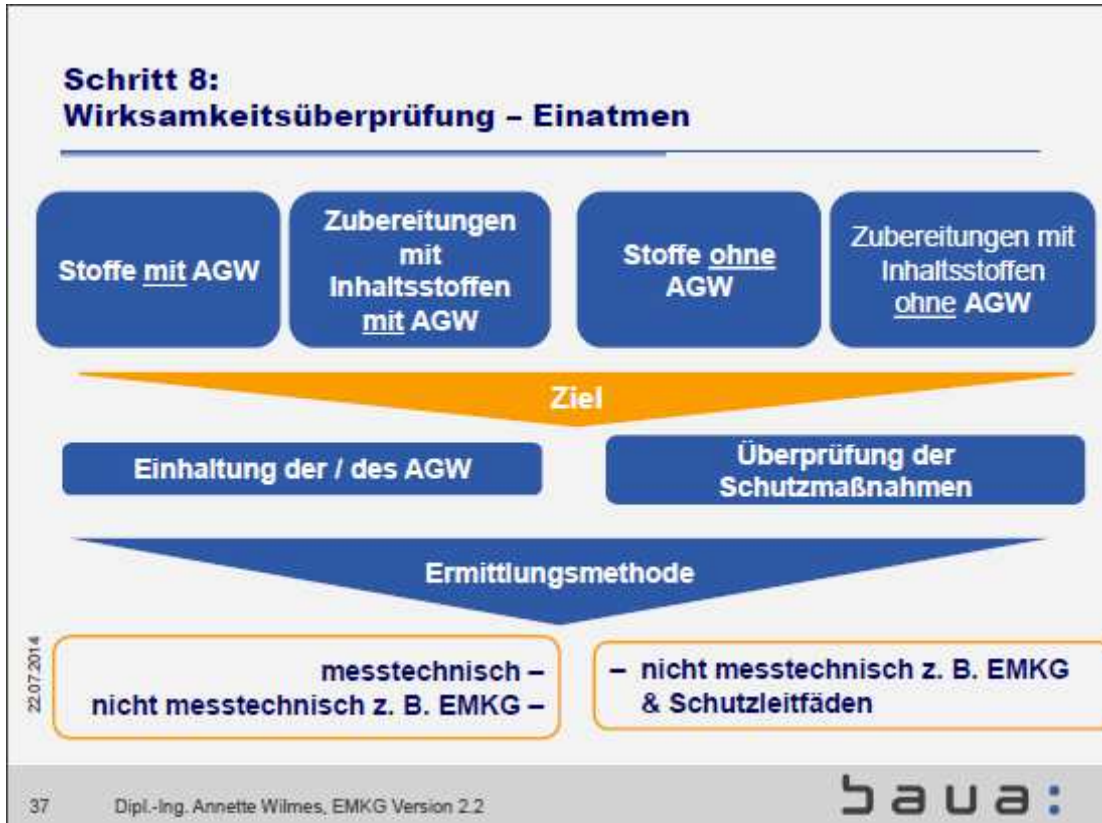 Schritt 8:
Wirksamkeitsüberprüfung – Einatmen
Stoffe mit AGW
Zubereitungen
mit
Inhaltsstoffen
mit AGW
Stoffe ohne
AGW
Zubereitungen mit
Inhaltsstoffen
ohne AGW
Ziel
Einhaltung der / des AGW
Überprüfung der
Schutzmaßnahmen
Ermittlungsmethode
messtechnisch –
nicht messtechnisch z. B. EMKG –
– nicht messtechnisch z. B. EMKG
& Schutzleitfäden
22.07.2014
37 Dipl.-Ing. Annette Wilmes, EMKG Version 2.2
baua: